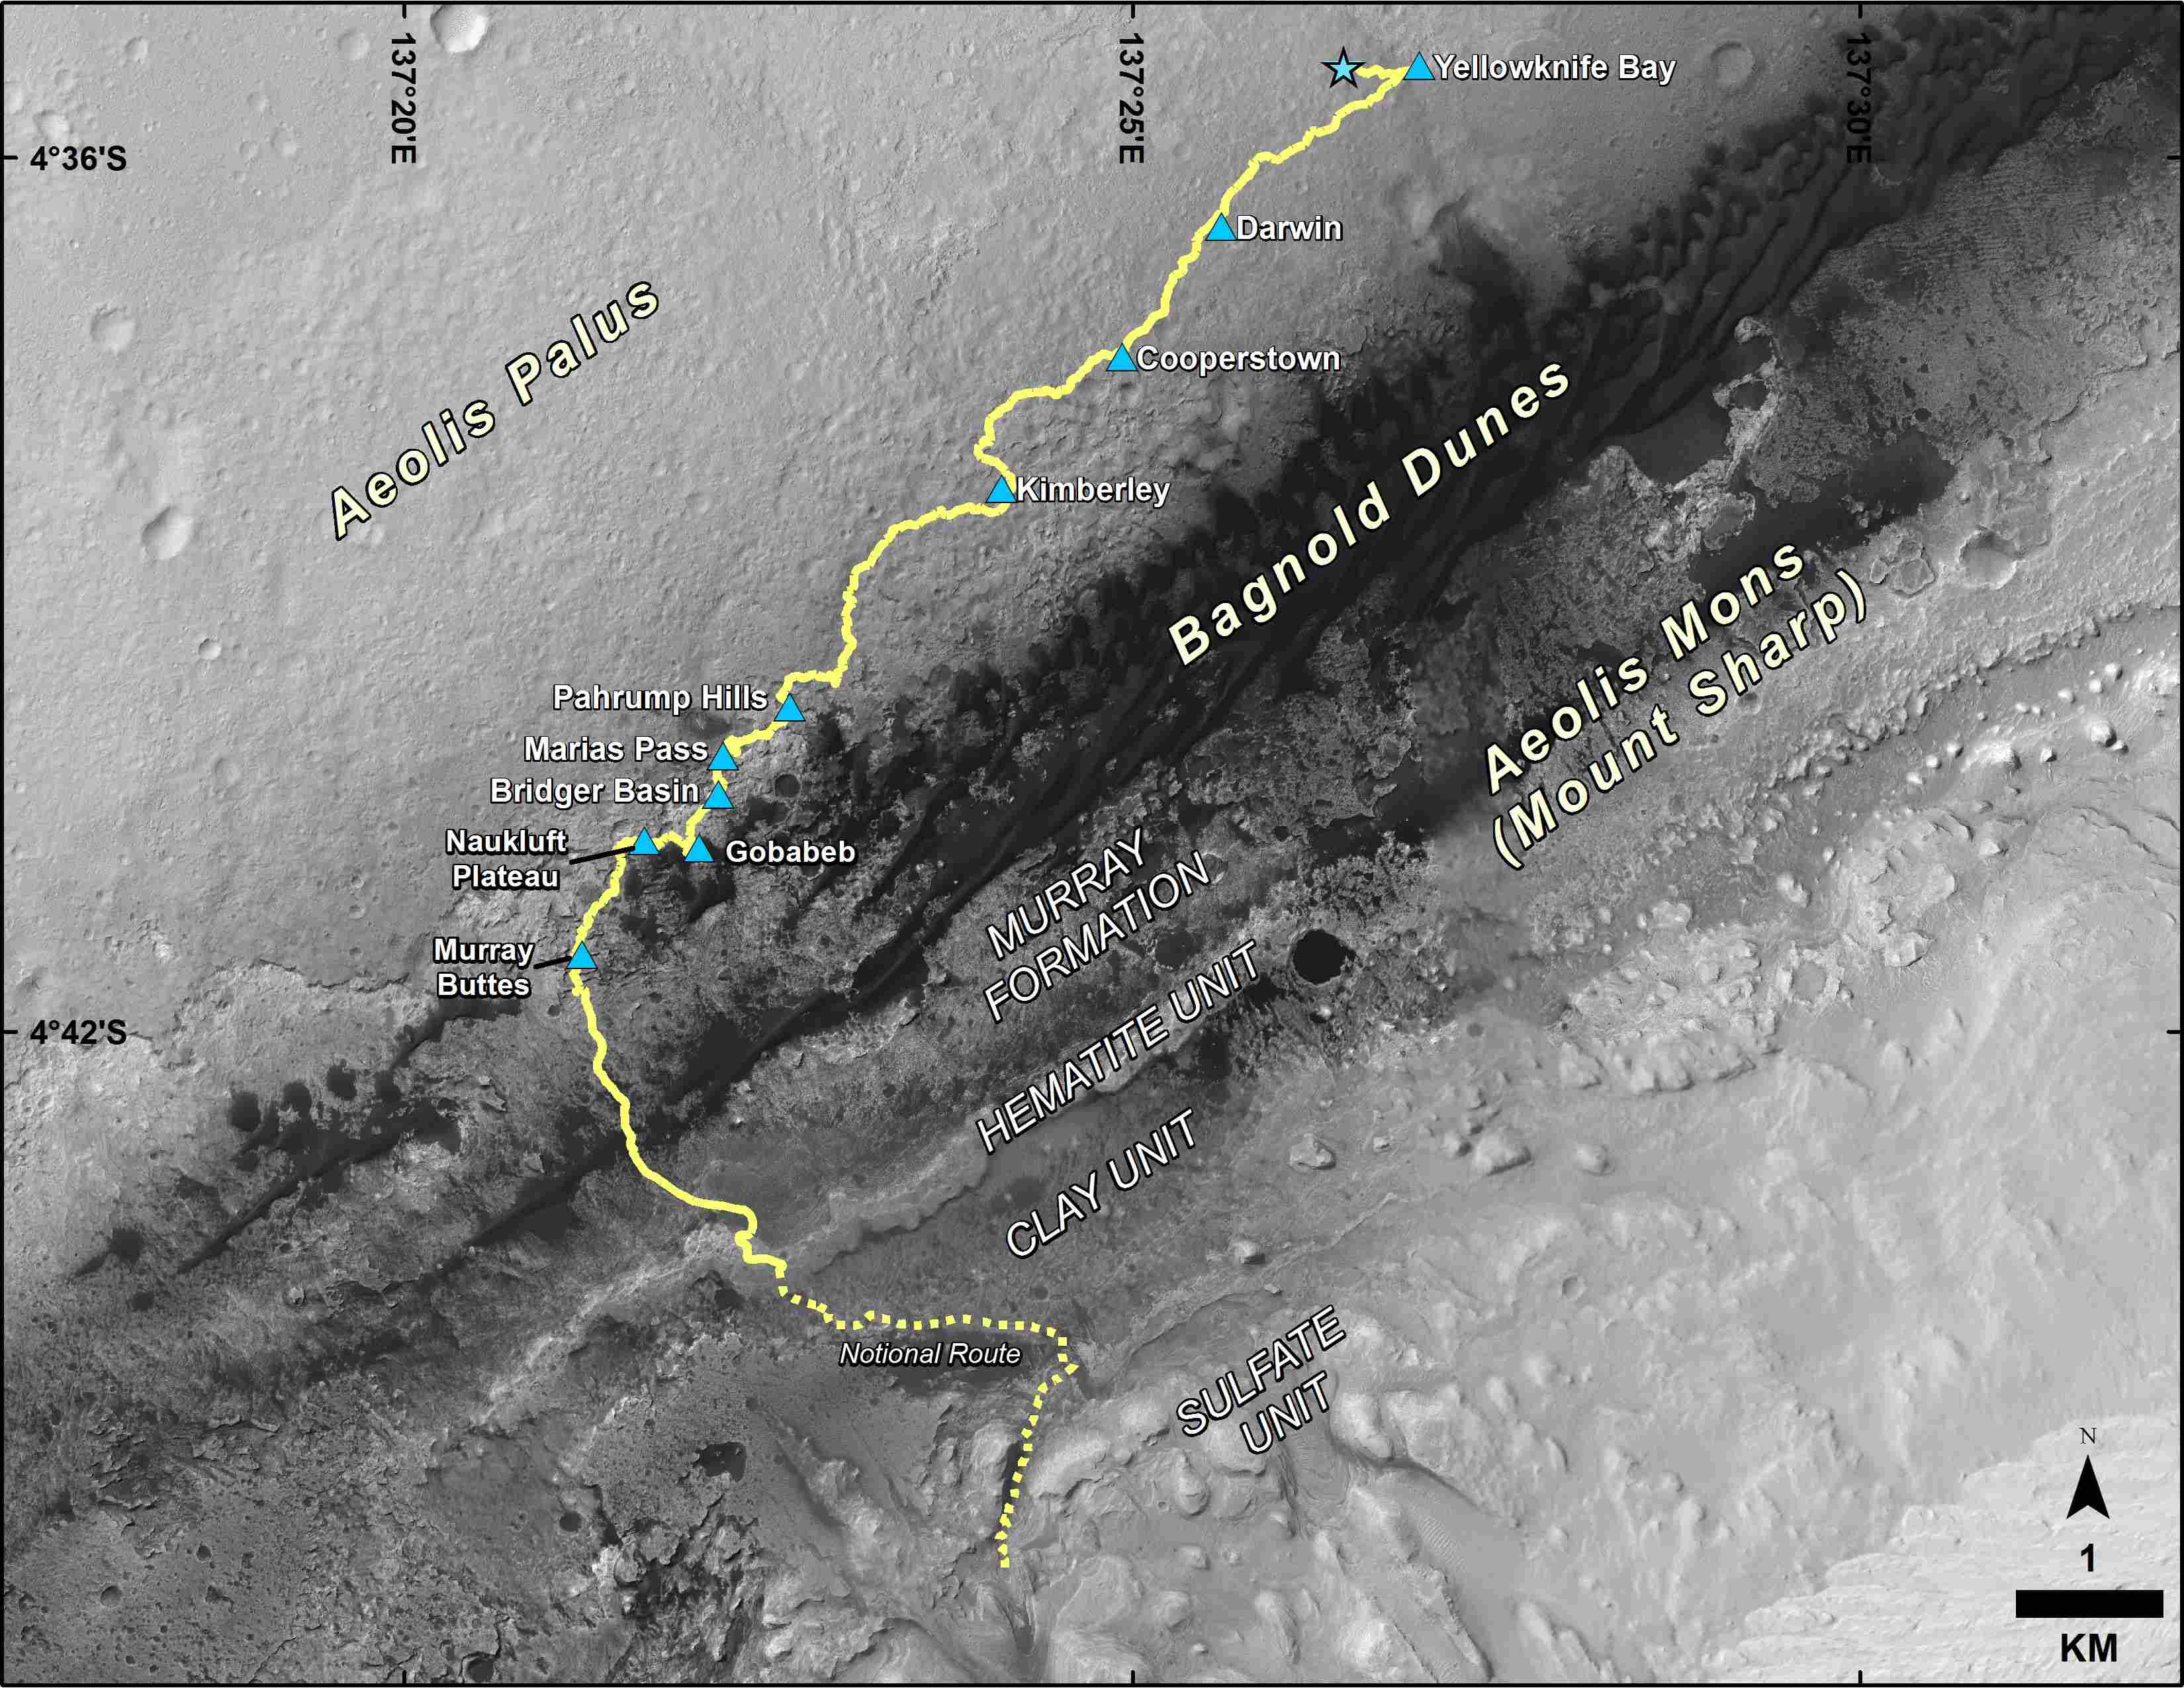 137°20'E
137°25'E
137°30'E
Yellowknife Bay
4°36'S
Darwin
Aeolis Palus
Cooperstown
Bagnold Dunes
Kimberley
Aeolis Mons
(Mount Sharp)
Pahrump Hills
Marias Pass
Bridger Basin
Naukluft
Plateau
Gobabeb
MURRAY
FORMATION
Murray
Buttes
HEMATITE UNIT
4°42'S
CLAY UNIT
Notional Route
SULFATE
UNIT
N
1
KM